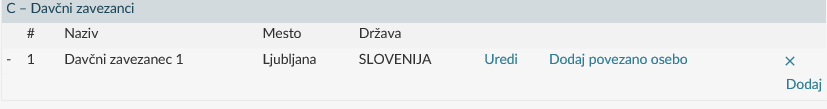 C – Davčni zavezanci
# Naziv Mesto Država
- 1 Davčni zavezanec 1 Ljubljana SLOVENIJA Uredi Dodaj povezano osebo ×
Dodaj